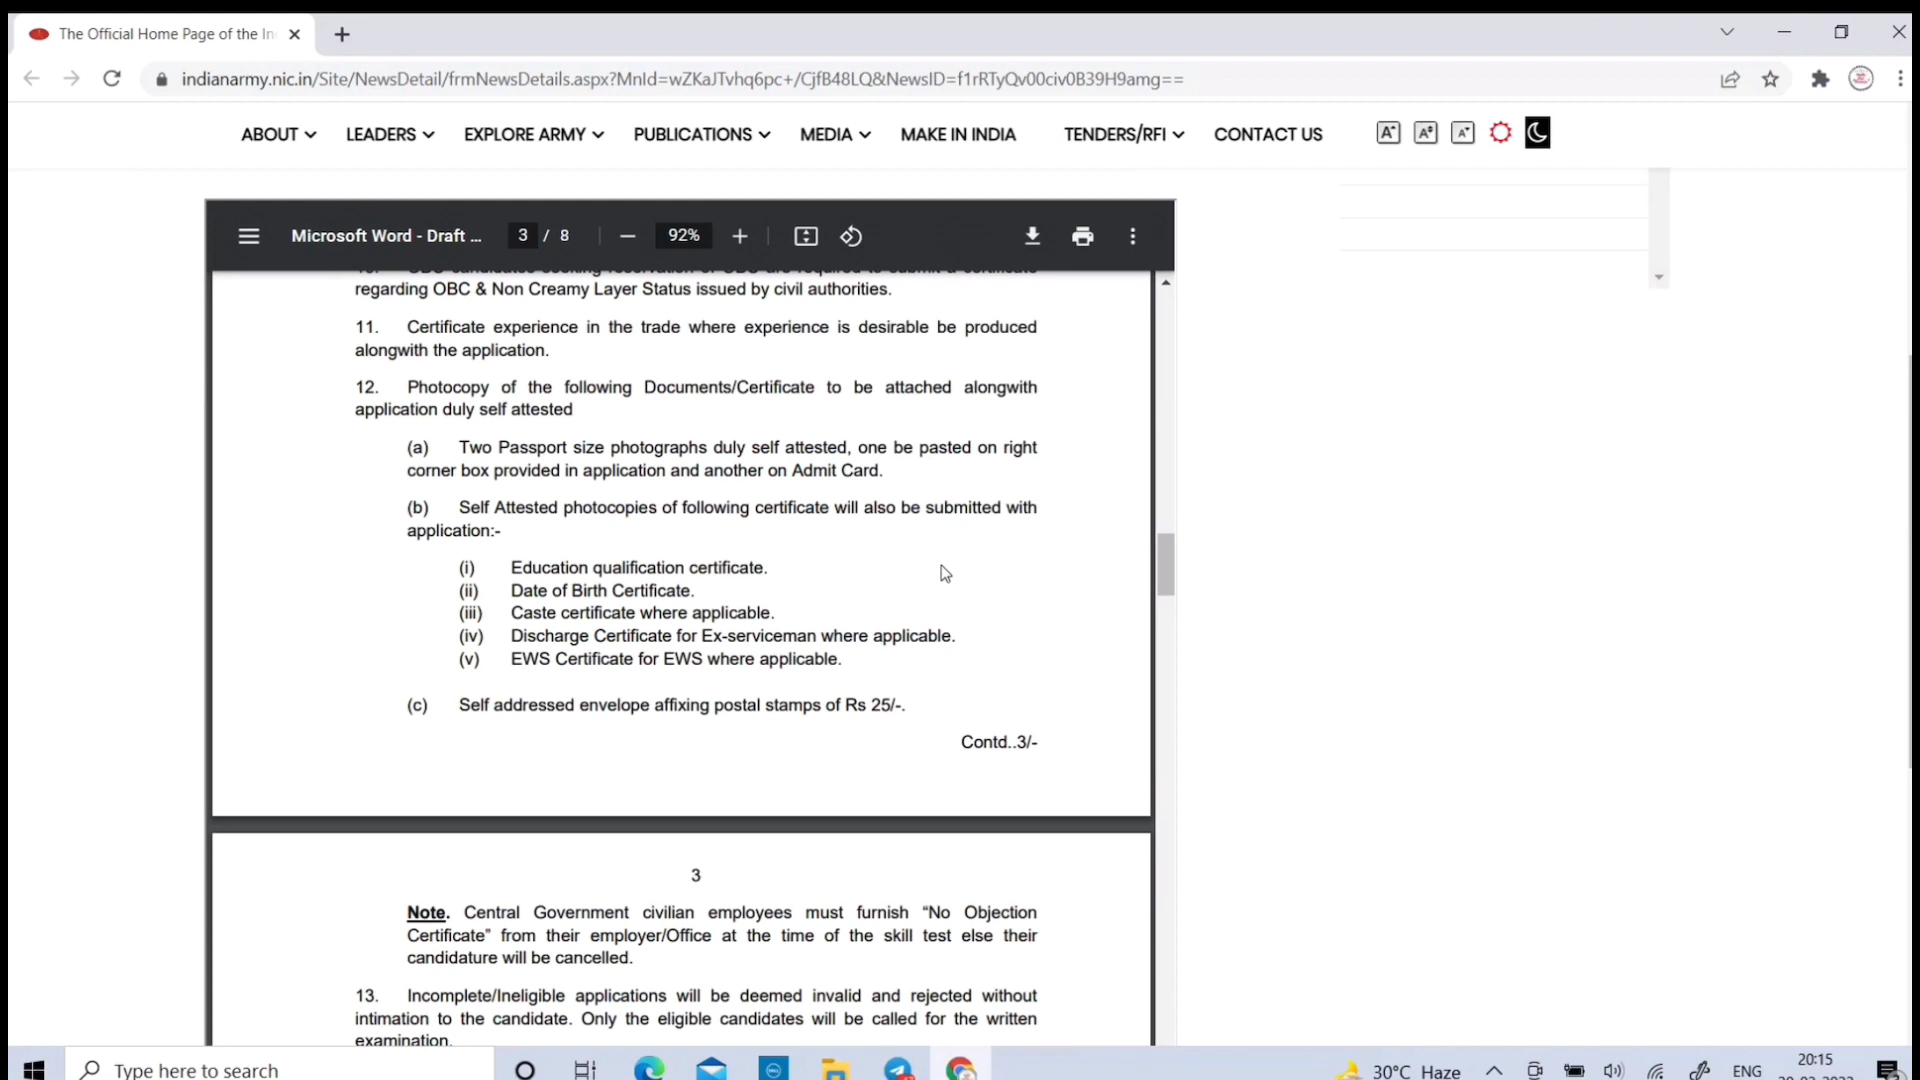 The Official Home Page of the In
indianarmy.nic.in/Site/NewsDetail/frmNewsDetails.aspx?MnId=wZKaJTvhq6pc+/CjfB48LQ&NewsID=f1rRTyQv00civ0B39H9amg==
ABOUT LEADERS EXPLORE ARMY PUBLICATIONS MEDIA MAKE IN INDIA TENDERS/RFI CONTACT US
Microsoft Word - Draft ... 3 / 8 92%
regarding OBC & Non Creamy Layer Status issued by civil authorities.
11. Certificate experience in the trade where experience is desirable be produced
alongwith the application.
12. Photocopy of the following Documents/Certificate to be attached alongwith
application duly self attested
(a) Two Passport size photographs duly self attested, one be pasted on right
corner box provided in application and another on Admit Card.
(b) Self Attested photocopies of following certificate will also be submitted with
application:-
(i) Education qualification certificate.
(ii) Date of Birth Certificate.
(iii) Caste certificate where applicable.
(iv) Discharge Certificate for Ex-serviceman where applicable.
(v) EWS Certificate for EWS where applicable.
(c) Self addressed envelope affixing postal stamps of Rs 25/-.
Contd..3/-
3
Note. Central Government civilian employees must furnish “No Objection
Certificate” from their employer/Office at the time of the skill test else their
candidature will be cancelled.
13. Incomplete/Ineligible applications will be deemed invalid and rejected without
intimation to the candidate. Only the eligible candidates will be called for the written
examination.
Type here to search
30°C Haze
ENG
20:15